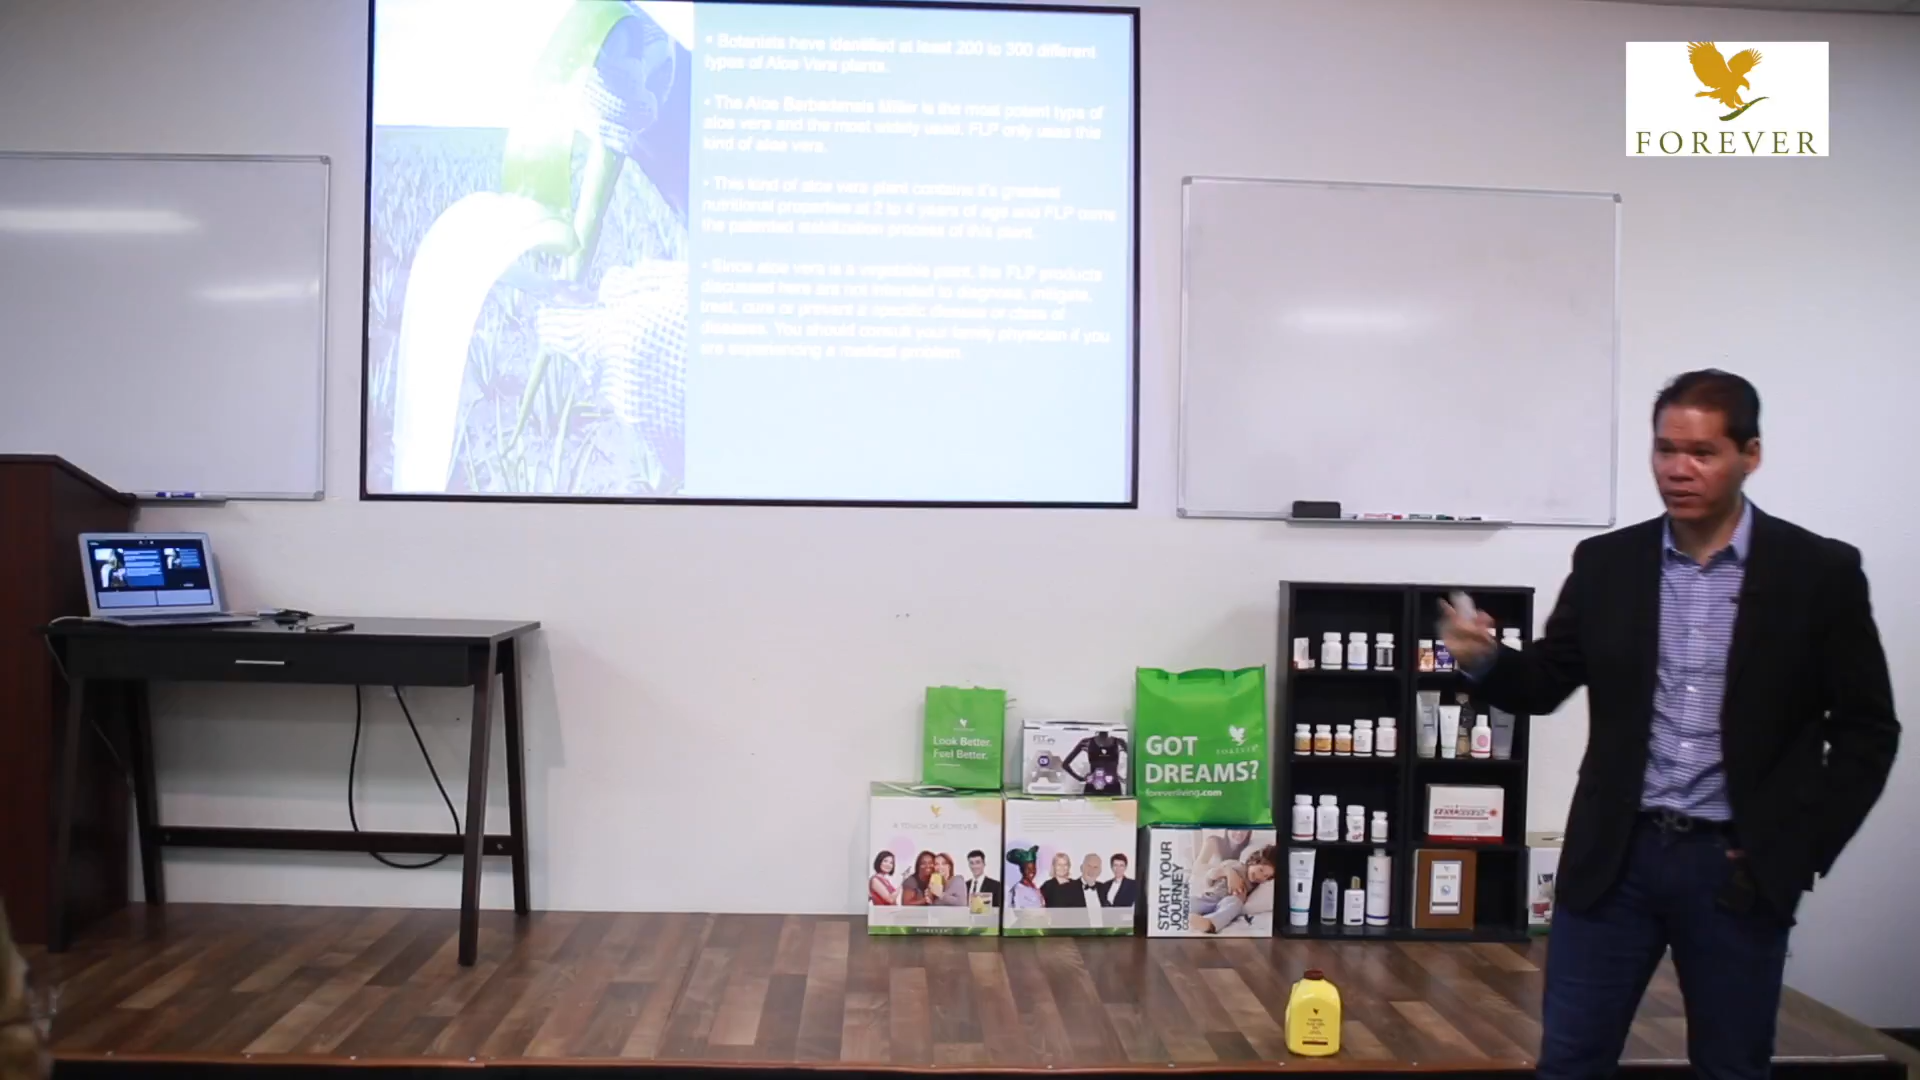 • Botanists have identified at least 200 to 300 different
types of Aloe Vera plants.
• The Aloe Barbadensis Miller is the most potent type of
aloe vera and the most widely used. FLP only uses this
kind of aloe vera.
• This kind of aloe vera plant contains it's greatest
nutritional properties at 2 to 4 years of age and FLP owns
the patented stabilization process of this plant.
• Since aloe vera is a vegetable plant, the FLP products
discussed here are not intended to diagnose, mitigate,
treat, cure or prevent a specific disease or class of
diseases. You should consult your family physician if you
are experiencing a medical problem.
FOREVER
Look Better.
Feel Better.
FIT
C9
GOT
FOREVER
DREAMS?
foreverliving.com
A TOUCH OF FOREVER
FOREVER
START YOUR
JOURNEY
COMBO PAK